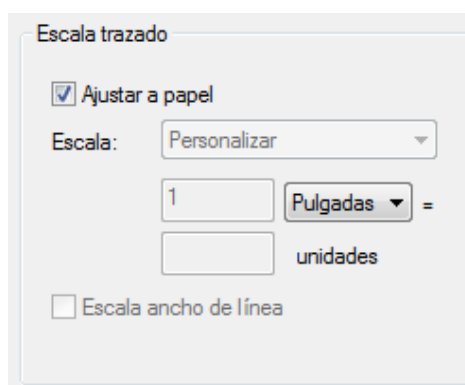 Escala trazado
Ajustar a papel
Escala: Personalizar
1 Pulgadas =
unidades
Escala ancho de línea